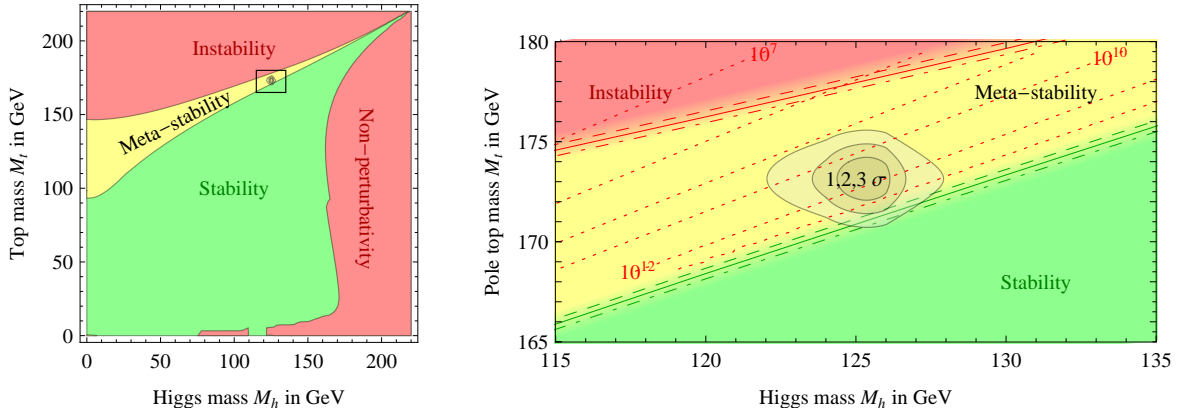 200
150
100
50
0
0 50 100 150 200
Top mass M_t in GeV
Higgs mass M_h in GeV
Instability
Meta−stability
Stability
Non−perturbativity
180
175
170
165
115 120 125 130 135
Pole top mass M_t in GeV
Higgs mass M_h in GeV
10^7
10^10
Instability
Meta−stability
1,2,3 σ
10^12
Stability